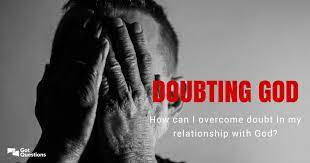 DOUBTING GOD
How can I overcome doubt in my
relationship with God?
Got
Questions